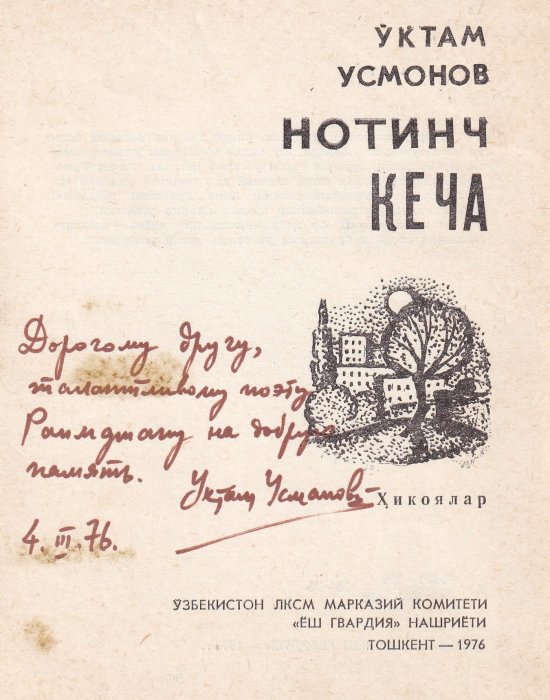 ЎКТАМ
УСМОНОВ
НОТИНЧ
КЕЧА
Дорогому другу,
талантливому поэту
Раимджану на добрую
память.
Уктам Усманов
4. III. 76.
Ҳикоялар
ЎЗБЕКИСТОН ЛКСМ МАРКАЗИЙ КОМИТЕТИ
«ЁШ ГВАРДИЯ» НАШРИЁТИ
ТОШКЕНТ — 1976